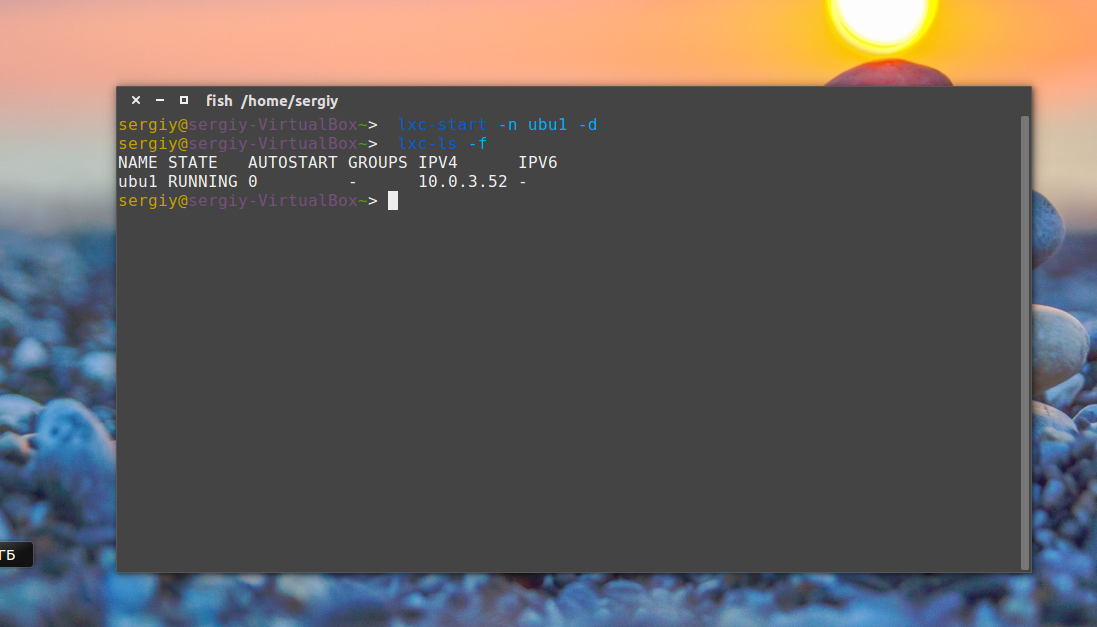 fish /home/sergiy
sergiy@sergiy-VirtualBox~> lxc-start -n ubu1 -d
sergiy@sergiy-VirtualBox~> lxc-ls -f
NAME STATE   AUTOSTART GROUPS IPV4      IPV6
ubu1 RUNNING 0         -      10.0.3.52 -
sergiy@sergiy-VirtualBox~>
ГБ